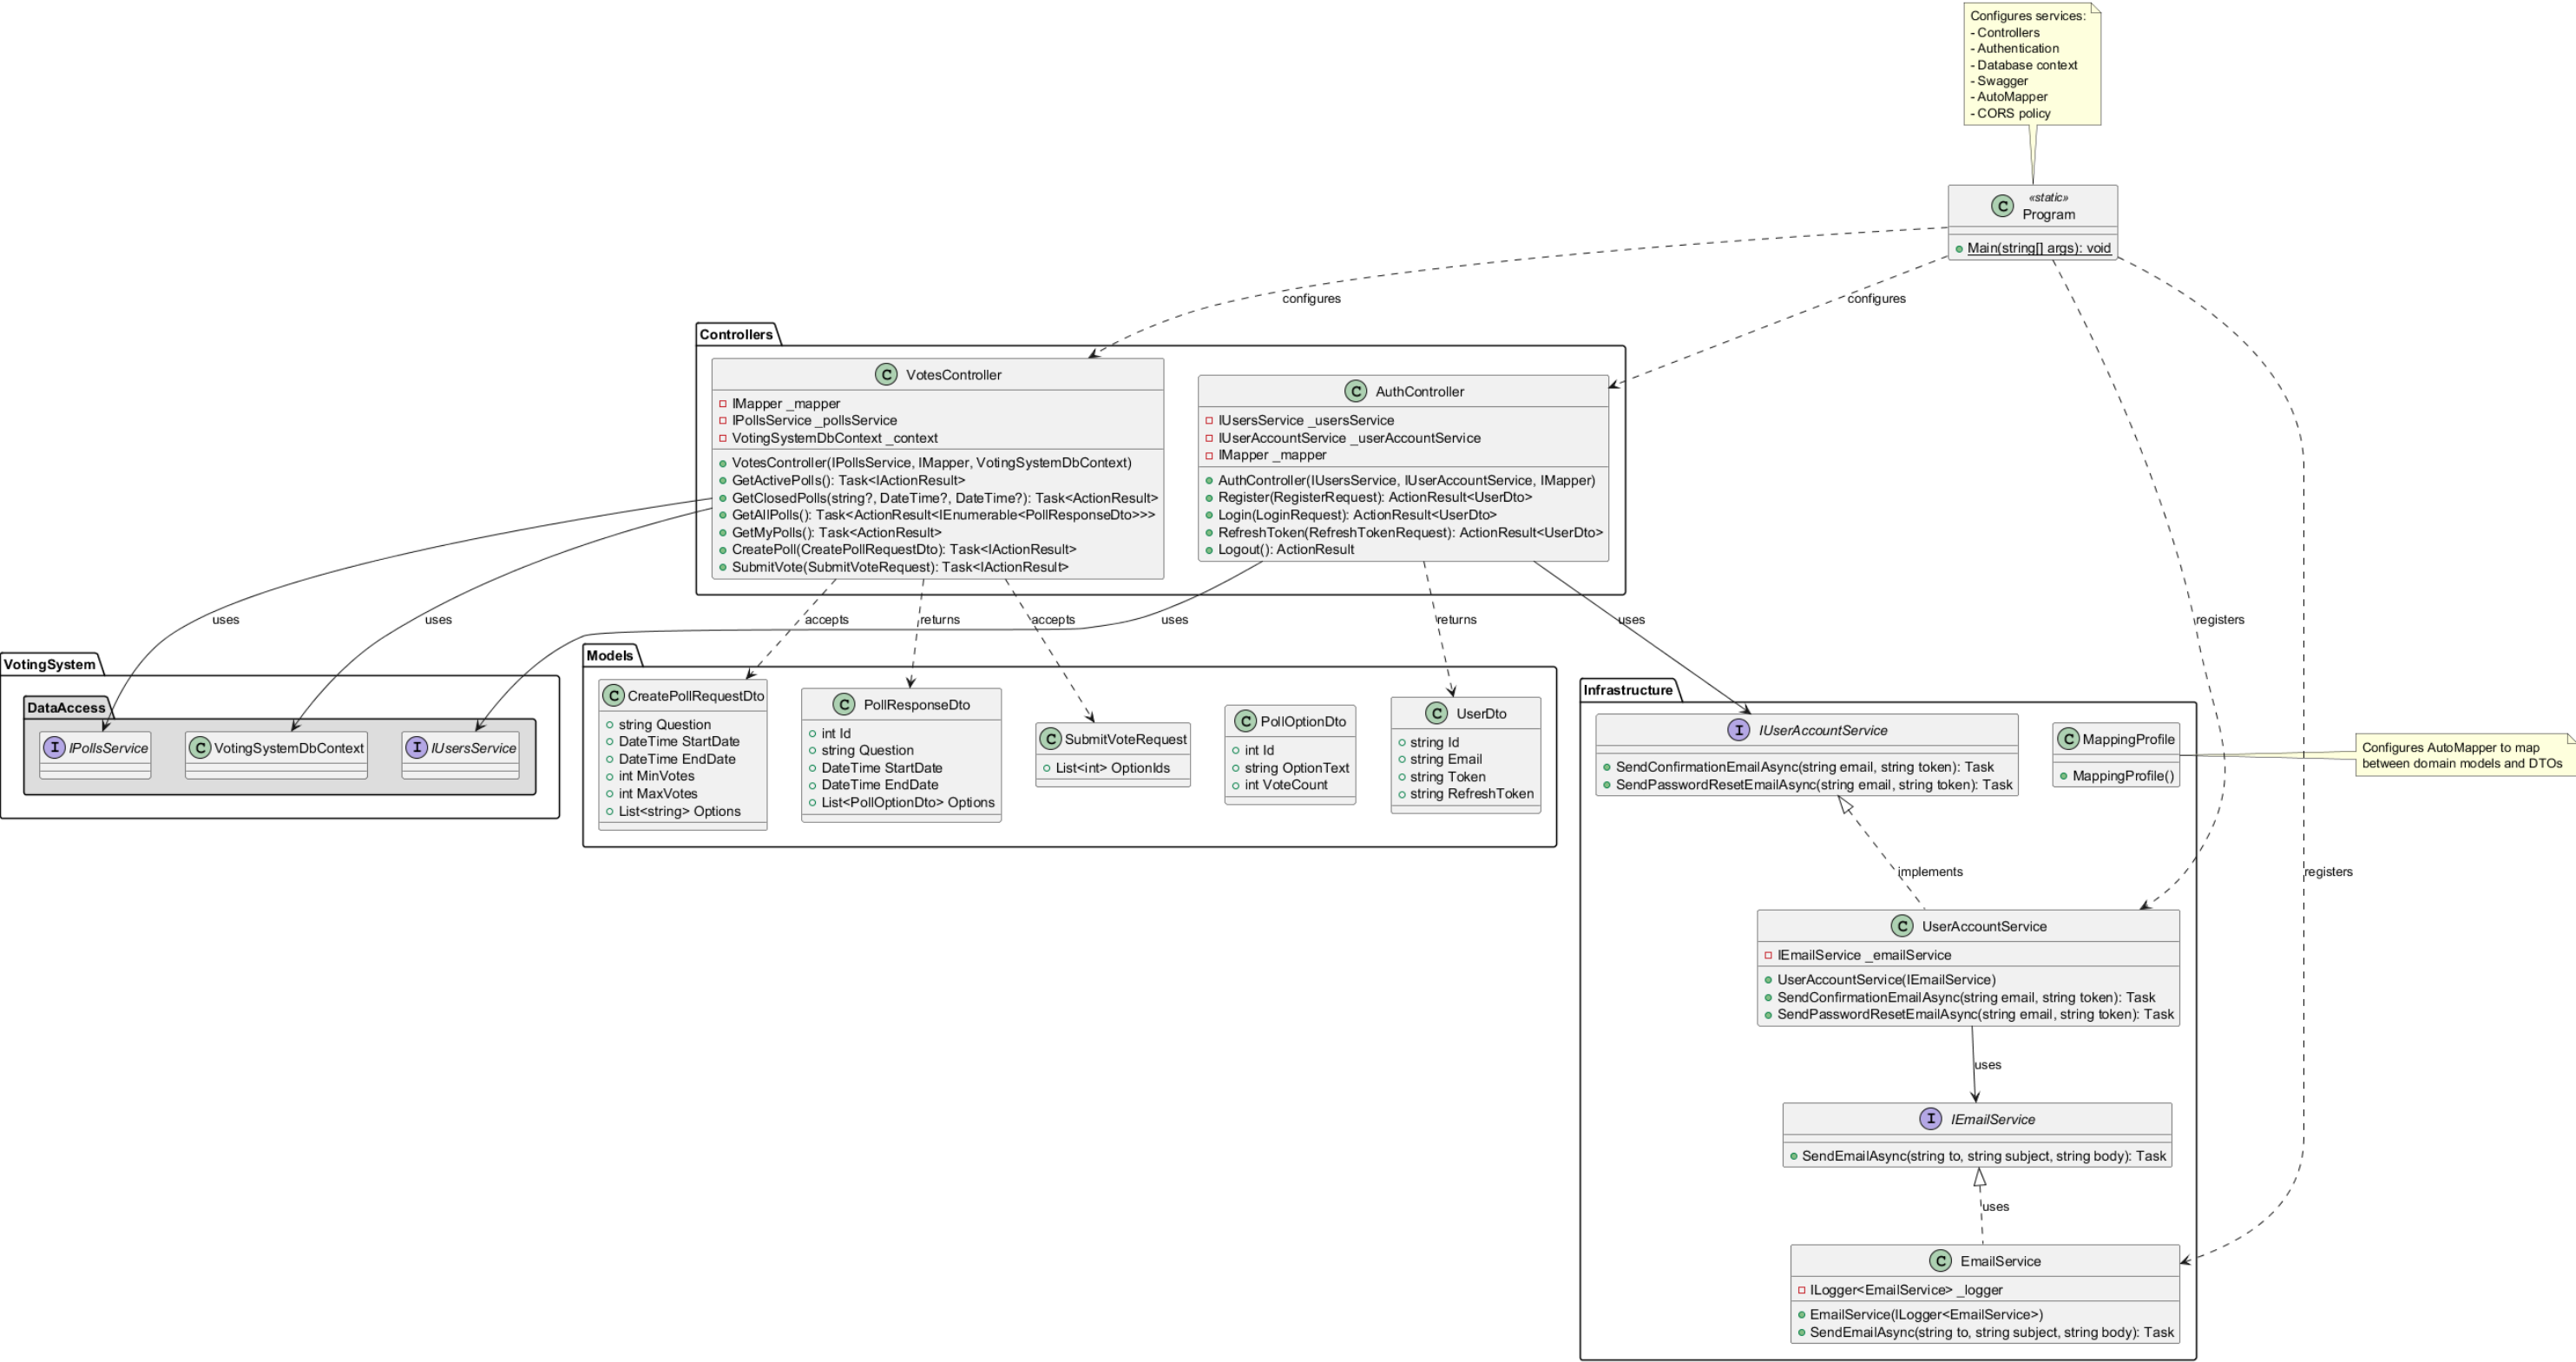 Configures services:
- Controllers
- Authentication
- Database context
- Swagger
- AutoMapper
- CORS policy
C
«static»
Program
Main(string[] args): void
configures
configures
Controllers
C VotesController
IMapper _mapper
IPollsService _pollsService
VotingSystemDbContext _context
VotesController(IPollsService, IMapper, VotingSystemDbContext)
GetActivePolls(): Task<IActionResult>
GetClosedPolls(string?, DateTime?, DateTime?): Task<ActionResult>
GetAllPolls(): Task<ActionResult<IEnumerable<PollResponseDto>>>
GetMyPolls(): Task<ActionResult>
CreatePoll(CreatePollRequestDto): Task<IActionResult>
SubmitVote(SubmitVoteRequest): Task<IActionResult>
C AuthController
IUsersService _usersService
IUserAccountService _userAccountService
IMapper _mapper
AuthController(IUsersService, IUserAccountService, IMapper)
Register(RegisterRequest): ActionResult<UserDto>
Login(LoginRequest): ActionResult<UserDto>
RefreshToken(RefreshTokenRequest): ActionResult<UserDto>
Logout(): ActionResult
uses
uses
accepts
returns
accepts
uses
returns
uses
registers
VotingSystem
DataAccess
I IPollsService
C VotingSystemDbContext
I IUsersService
Models
C CreatePollRequestDto
string Question
DateTime StartDate
DateTime EndDate
int MinVotes
int MaxVotes
List<string> Options
C PollResponseDto
int Id
string Question
DateTime StartDate
DateTime EndDate
List<PollOptionDto> Options
C SubmitVoteRequest
List<int> OptionIds
C PollOptionDto
int Id
string OptionText
int VoteCount
C UserDto
string Id
string Email
string Token
string RefreshToken
Infrastructure
I IUserAccountService
SendConfirmationEmailAsync(string email, string token): Task
SendPasswordResetEmailAsync(string email, string token): Task
C MappingProfile
MappingProfile()
Configures AutoMapper to map
between domain models and DTOs
implements
registers
C UserAccountService
IEmailService _emailService
UserAccountService(IEmailService)
SendConfirmationEmailAsync(string email, string token): Task
SendPasswordResetEmailAsync(string email, string token): Task
uses
I IEmailService
SendEmailAsync(string to, string subject, string body): Task
uses
C EmailService
ILogger<EmailService> _logger
EmailService(ILogger<EmailService>)
SendEmailAsync(string to, string subject, string body): Task